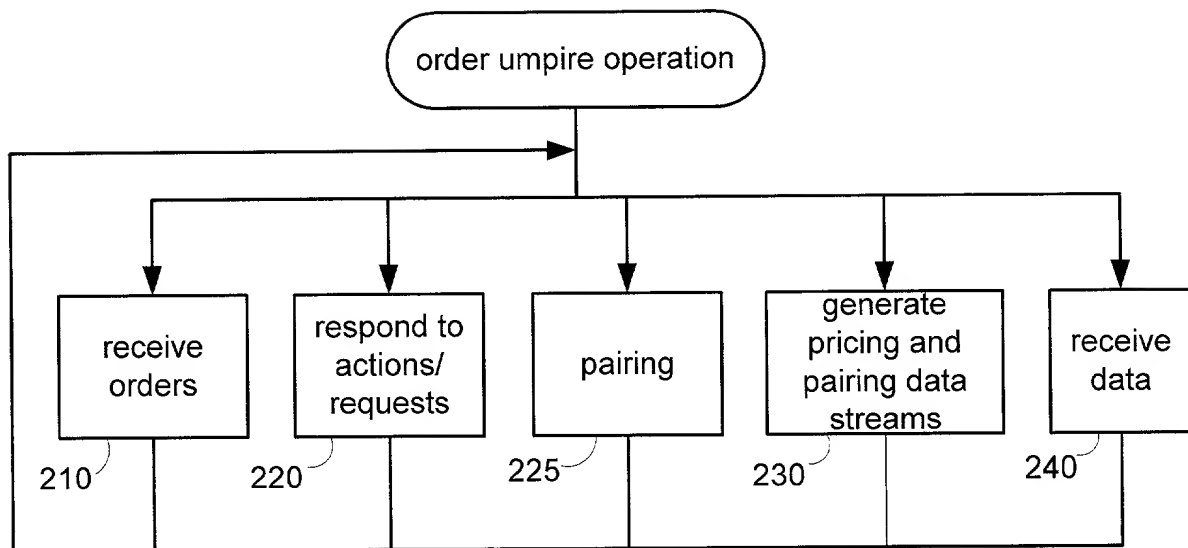 order umpire operation
receive
orders
respond to
actions/
requests
pairing
generate
pricing and
pairing data
streams
receive
data
210
220
225
230
240